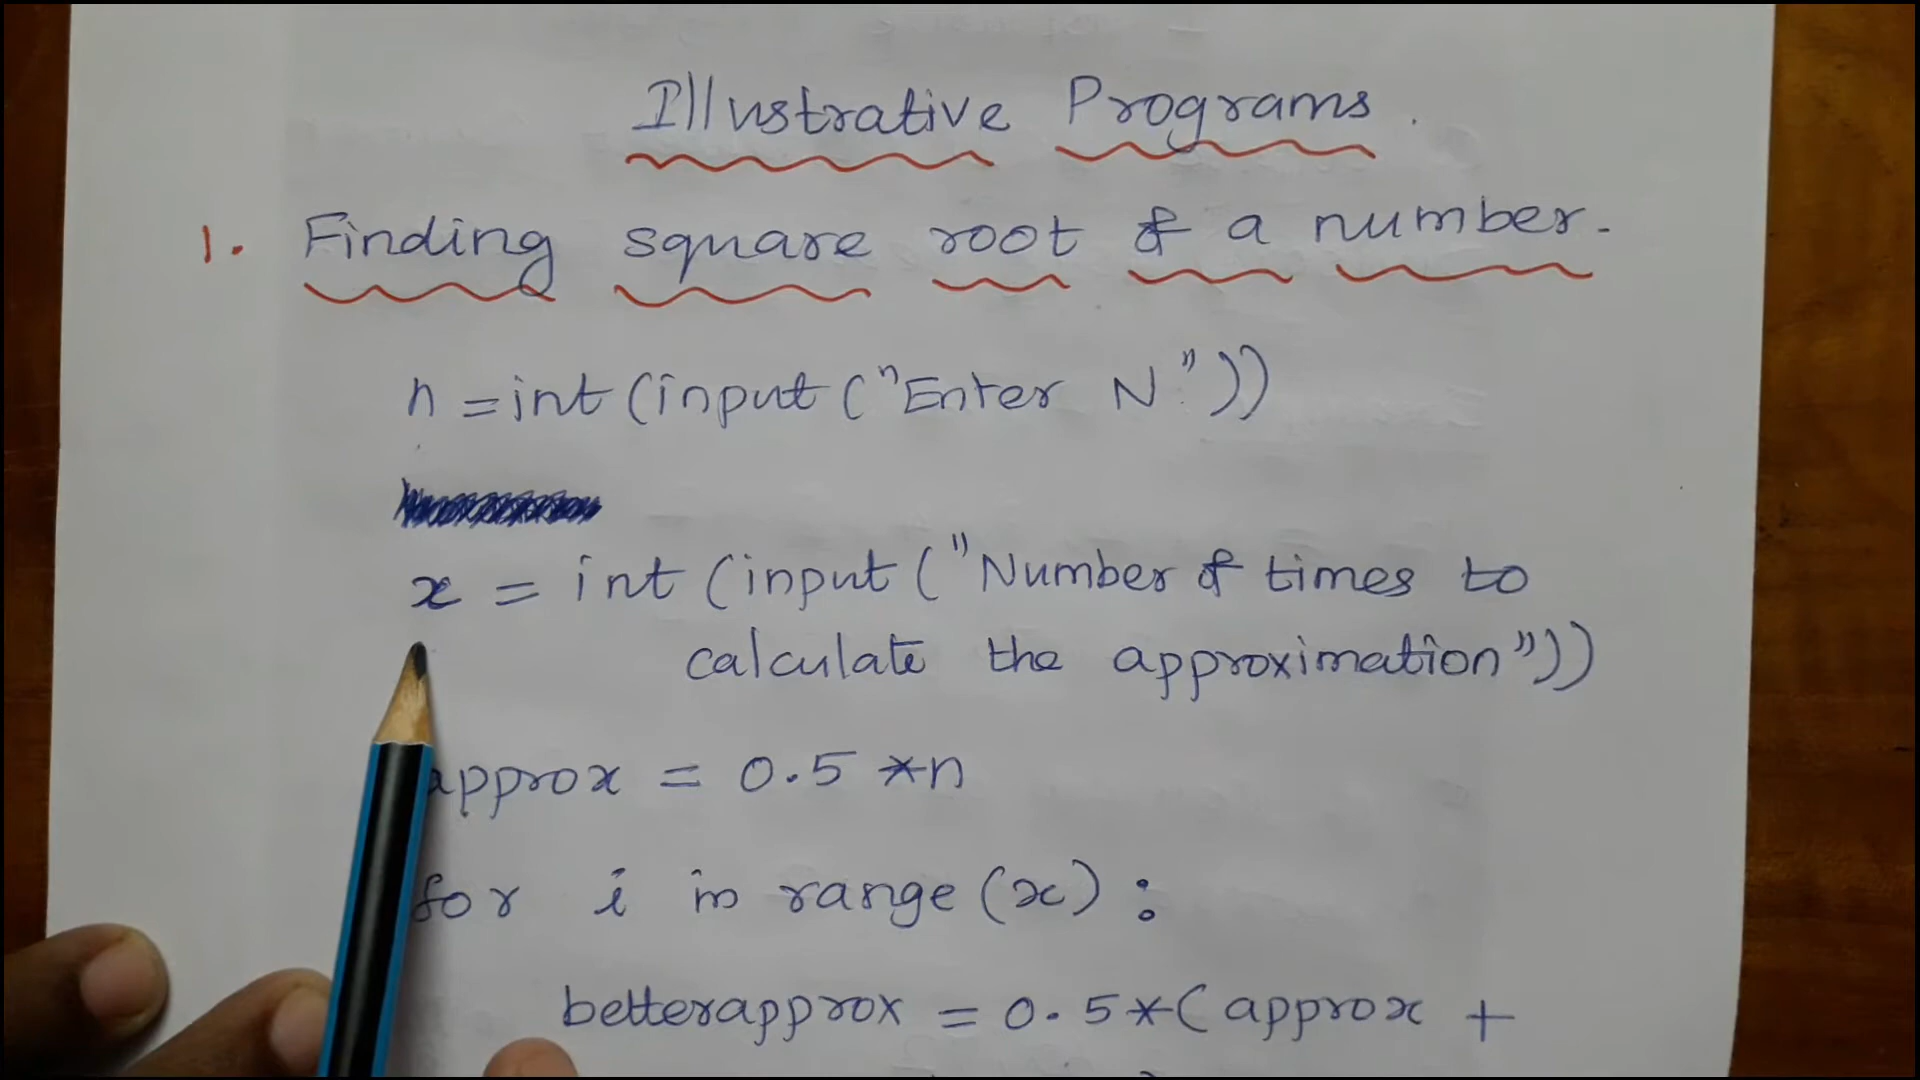 Illustrative Programs.
1. Finding square root of a number.
n = int (input ("Enter N"))
x = int (input ("Number of times to
calculate the approximation"))
approx = 0.5 *n
for i in range (x) :
betterapprox = 0.5*( approx +